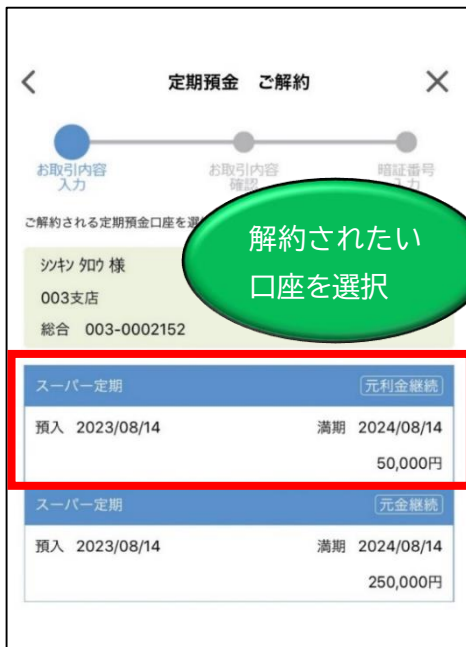 定期預金 ご解約
お取引内容
入力
お取引内容
確認
暗証番号
入力
ご解約される定期預金口座を選
解約されたい
口座を選択
シンキン タロウ 様
003支店
総合 003-0002152
スーパー定期 元利金継続
預入 2023/08/14 満期 2024/08/14
50,000円
スーパー定期 元金継続
預入 2023/08/14 満期 2024/08/14
250,000円